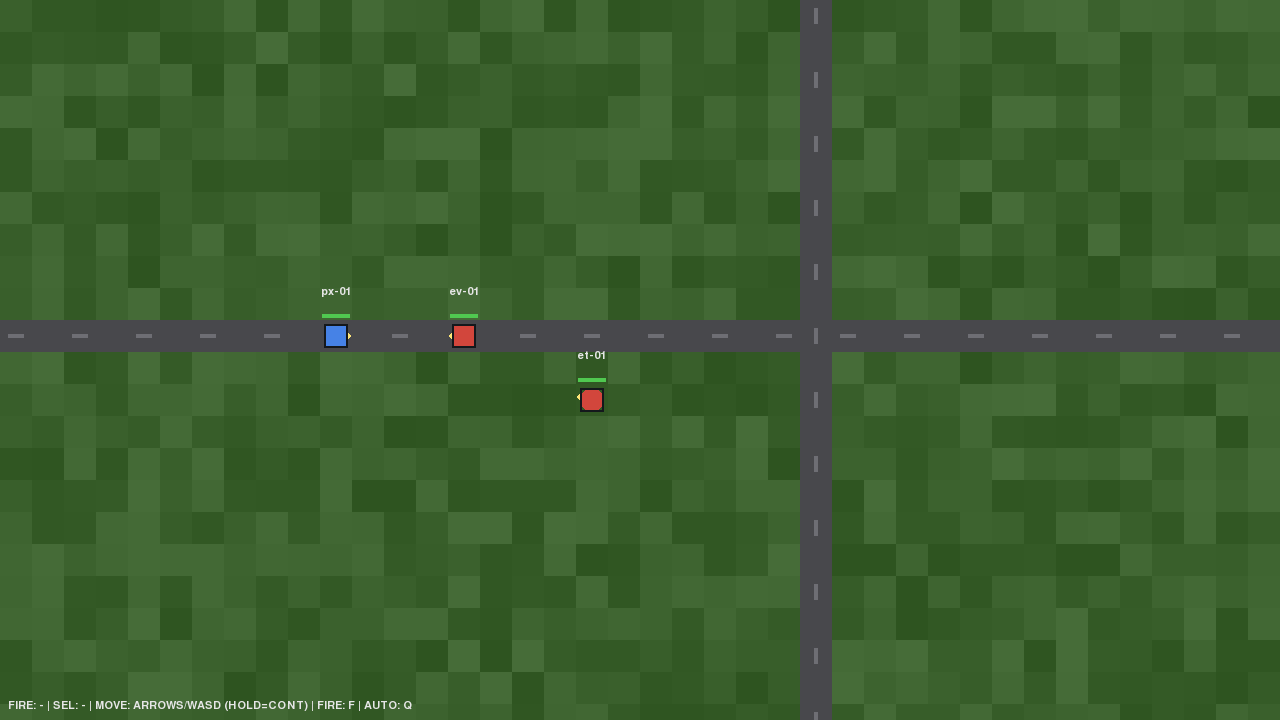 px-01
ev-01
et-01
FIRE: - | SEL: - | MOVE: ARROWS/WASD (HOLD=CONT) | FIRE: F | AUTO: Q